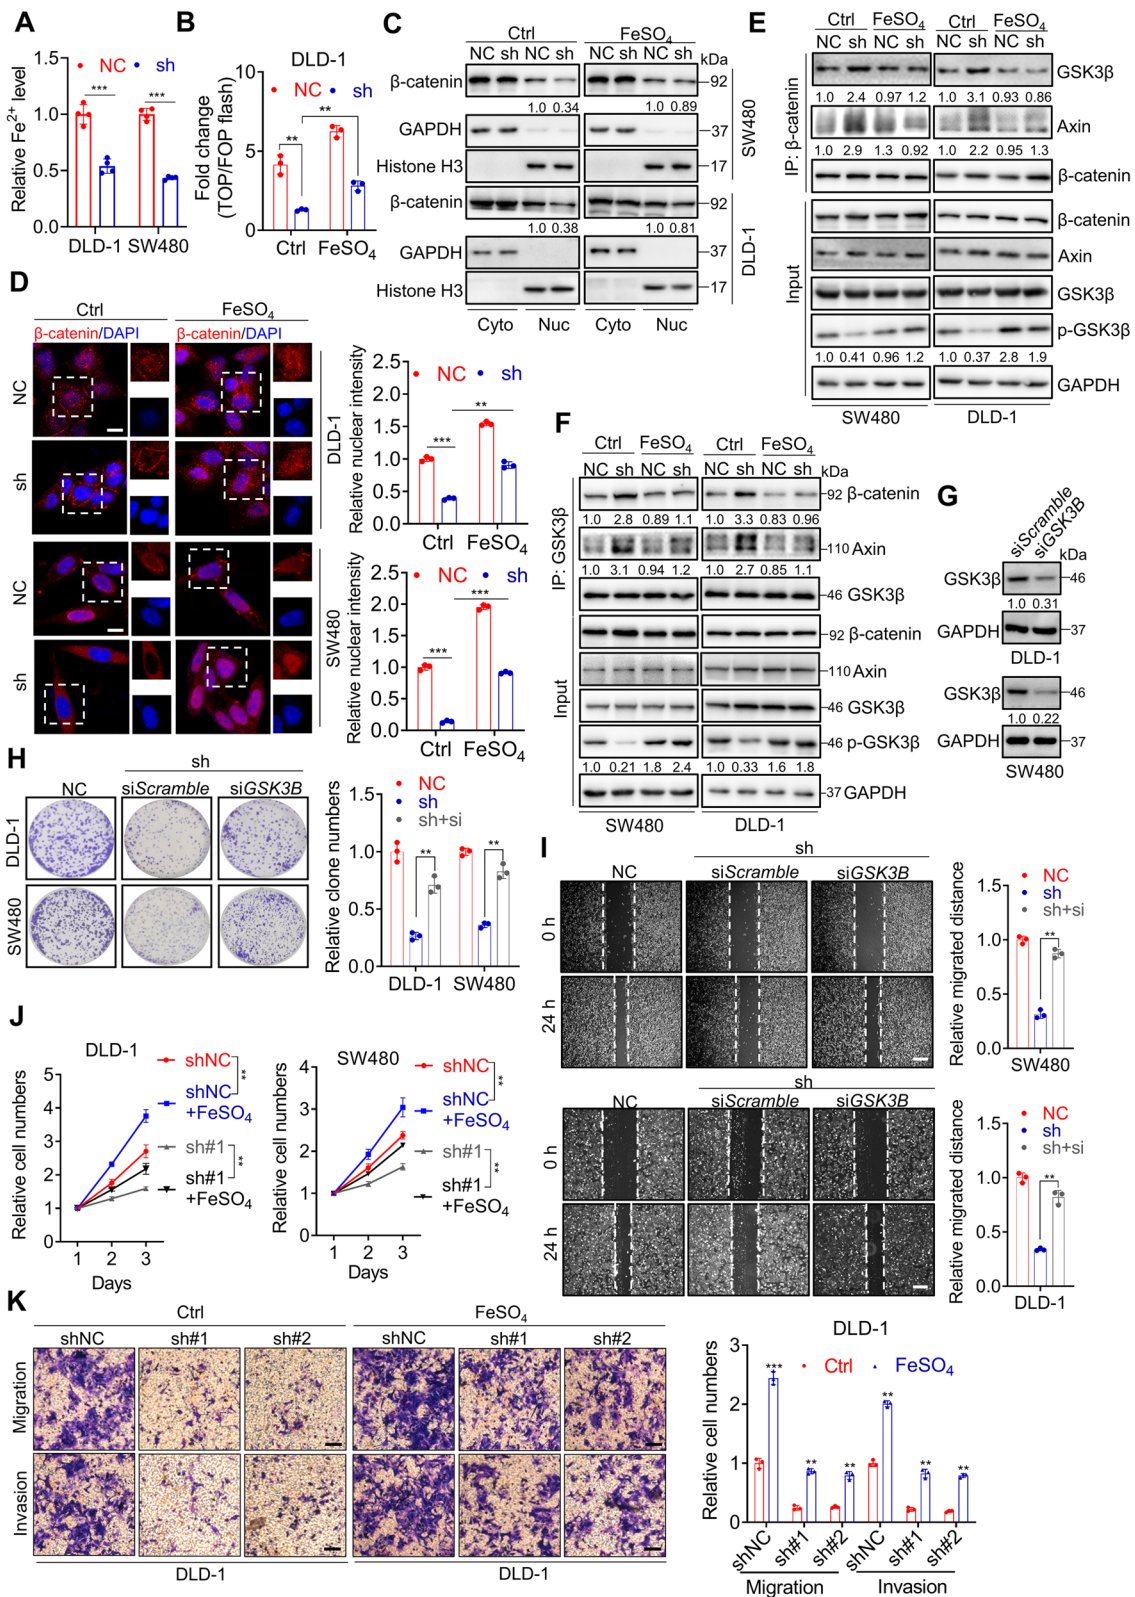 A
Relative Fe2+ level
NC
sh
***
***
1.5
1.0
0.5
0.0
DLD-1 SW480
B
DLD-1
Fold change
(TOP/FOP flash)
NC
sh
**
**
12
9
6
3
0
Ctrl FeSO4
C
Ctrl FeSO4
NC sh NC sh NC sh NC sh kDa
β-catenin 92
1.0 0.34 1.0 0.89
GAPDH 37
Histone H3 17
SW480
β-catenin 92
1.0 0.38 1.0 0.81
GAPDH 37
Histone H3 17
DLD-1
Cyto Nuc Cyto Nuc
D
Ctrl FeSO4
β-catenin/DAPI β-catenin/DAPI
NC
sh
DLD-1
NC
sh
SW480
NC sh
Relative nuclear intensity
2.5
2.0
1.5
1.0
0.5
0.0
***
**
Ctrl FeSO4
NC sh
Relative nuclear intensity
2.5
2.0
1.5
1.0
0.5
0.0
***
***
Ctrl FeSO4
E
Ctrl FeSO4 Ctrl FeSO4
NC sh NC sh NC sh NC sh
IP: β-catenin
GSK3β
1.0 2.4 0.97 1.2 1.0 3.1 0.93 0.86
Axin
1.0 2.9 1.3 0.92 1.0 2.2 0.95 1.3
β-catenin
Input
β-catenin
Axin
GSK3β
p-GSK3β
1.0 0.41 0.96 1.2 1.0 0.37 2.8 1.9
GAPDH
SW480 DLD-1
F
Ctrl FeSO4 Ctrl FeSO4
NC sh NC sh NC sh NC sh kDa
IP: GSK3β
92 β-catenin
1.0 2.8 0.89 1.1 1.0 3.3 0.83 0.96
110 Axin
1.0 3.1 0.94 1.2 1.0 2.7 0.85 1.1
46 GSK3β
Input
92 β-catenin
110 Axin
46 GSK3β
46 p-GSK3β
1.0 0.21 1.8 2.4 1.0 0.33 1.6 1.8
37 GAPDH
SW480 DLD-1
G
siScramble
siGSK3B
kDa
GSK3β 46
1.0 0.31
GAPDH 37
DLD-1
GSK3β 46
1.0 0.22
GAPDH 37
SW480
H
sh
NC siScramble siGSK3B
DLD-1
SW480
Relative clone numbers
NC
sh
sh+si
**
**
1.5
1.0
0.5
0.0
DLD-1 SW480
I
sh
NC siScramble siGSK3B
0 h
24 h
Relative migrated distance
NC
sh
sh+si
**
1.5
1.0
0.5
0.0
SW480
sh
NC siScramble siGSK3B
0 h
24 h
Relative migrated distance
NC
sh
sh+si
**
1.5
1.0
0.5
0.0
DLD-1
J
DLD-1
Relative cell numbers
5
4
3
2
1
0
1 2 3
Days
shNC
shNC
+FeSO4
**
sh#1
sh#1
+FeSO4
**
SW480
Relative cell numbers
4
3
2
1
0
1 2 3
Days
shNC
shNC
+FeSO4
**
sh#1
sh#1
+FeSO4
**
K
Ctrl FeSO4
shNC sh#1 sh#2 shNC sh#1 sh#2
Migration
Invasion
DLD-1 DLD-1
DLD-1
Relative cell numbers
Ctrl FeSO4
3
2
1
0
***
**
**
**
**
**
shNC sh#1 sh#2 shNC sh#1 sh#2
Migration Invasion